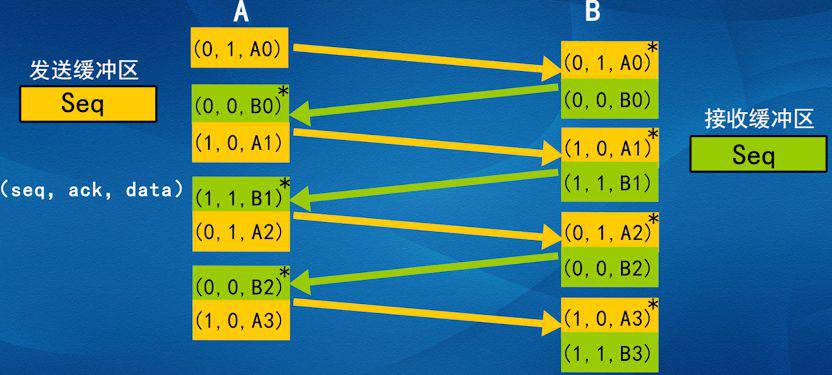 A
B
发送缓冲区
Seq
(seq, ack, data)
(0,1,A0)
(0,0,B0)*
(1,0,A1)
(1,1,B1)*
(0,1,A2)
(0,0,B2)*
(1,0,A3)
(0,1,A0)*
(0,0,B0)
(1,0,A1)*
(1,1,B1)
(0,1,A2)*
(0,0,B2)
(1,0,A3)*
(1,1,B3)
接收缓冲区
Seq